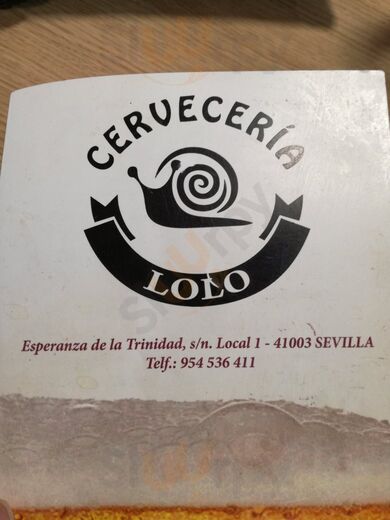 CERVECERÍA
LOLO
Esperanza de la Trinidad, s/n. Local 1 - 41003 SEVILLA
Telf.: 954 536 411